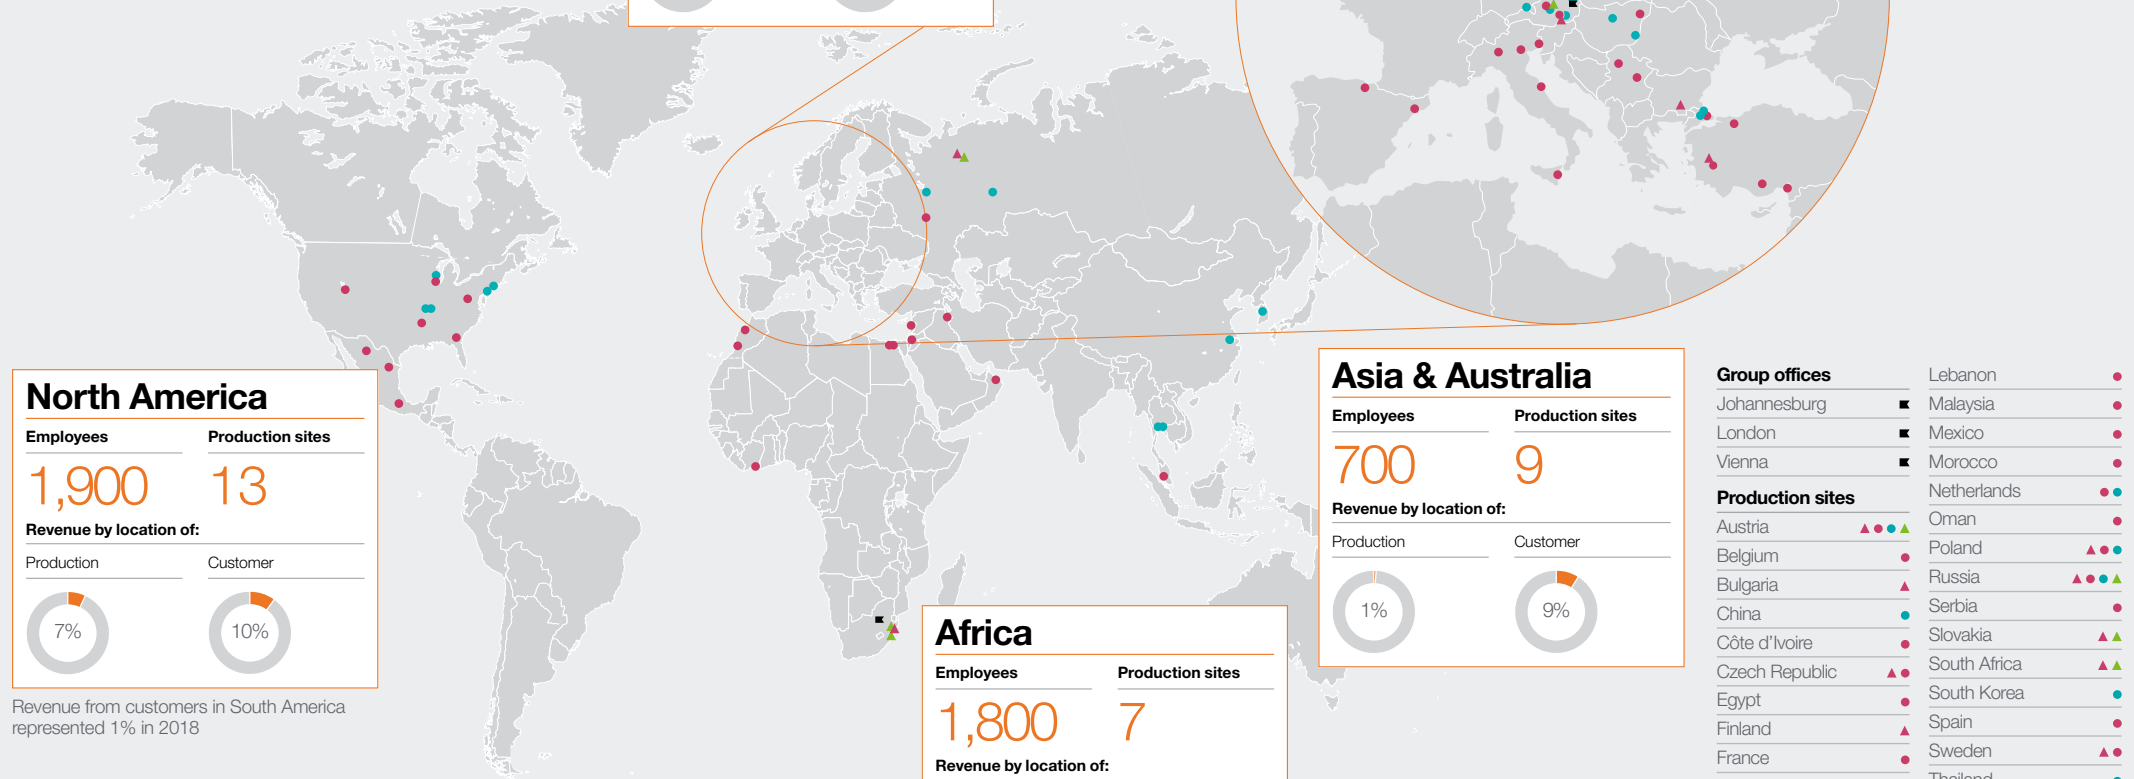 North America
Employees
Production sites
1,900
13
Revenue by location of:
Production
Customer
7%
10%
Revenue from customers in South America
represented 1% in 2018
Africa
Employees
Production sites
1,800
7
Revenue by location of:
Asia & Australia
Employees
Production sites
700
9
Revenue by location of:
Production
Customer
1%
9%
Group offices
Johannesburg
London
Vienna
Production sites
Austria
Belgium
Bulgaria
China
Côte d'Ivoire
Czech Republic
Egypt
Finland
France
Lebanon
Malaysia
Mexico
Morocco
Netherlands
Oman
Poland
Russia
Serbia
Slovakia
South Africa
South Korea
Spain
Sweden
Thailand